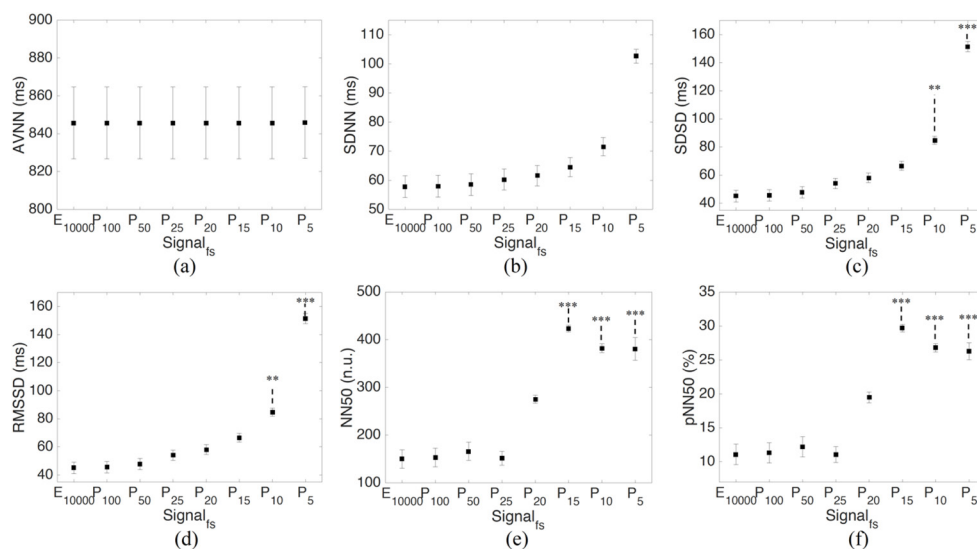 AVNN (ms)
900
880
860
840
820
800
E10000 P100 P50 P25 P20 P15 P10 P5
Signalfs
(a)
SDNN (ms)
110
100
90
80
70
60
50
E10000 P100 P50 P25 P20 P15 P10 P5
Signalfs
(b)
SDSD (ms)
160
140
120
100
80
60
40
** ***
E10000 P100 P50 P25 P20 P15 P10 P5
Signalfs
(c)
RMSSD (ms)
160
140
120
100
80
60
40
** ***
E10000 P100 P50 P25 P20 P15 P10 P5
Signalfs
(d)
NN50 (n.u.)
500
400
300
200
100
*** *** ***
E10000 P100 P50 P25 P20 P15 P10 P5
Signalfs
(e)
pNN50 (%)
35
30
25
20
15
10
*** *** ***
E10000 P100 P50 P25 P20 P15 P10 P5
Signalfs
(f)